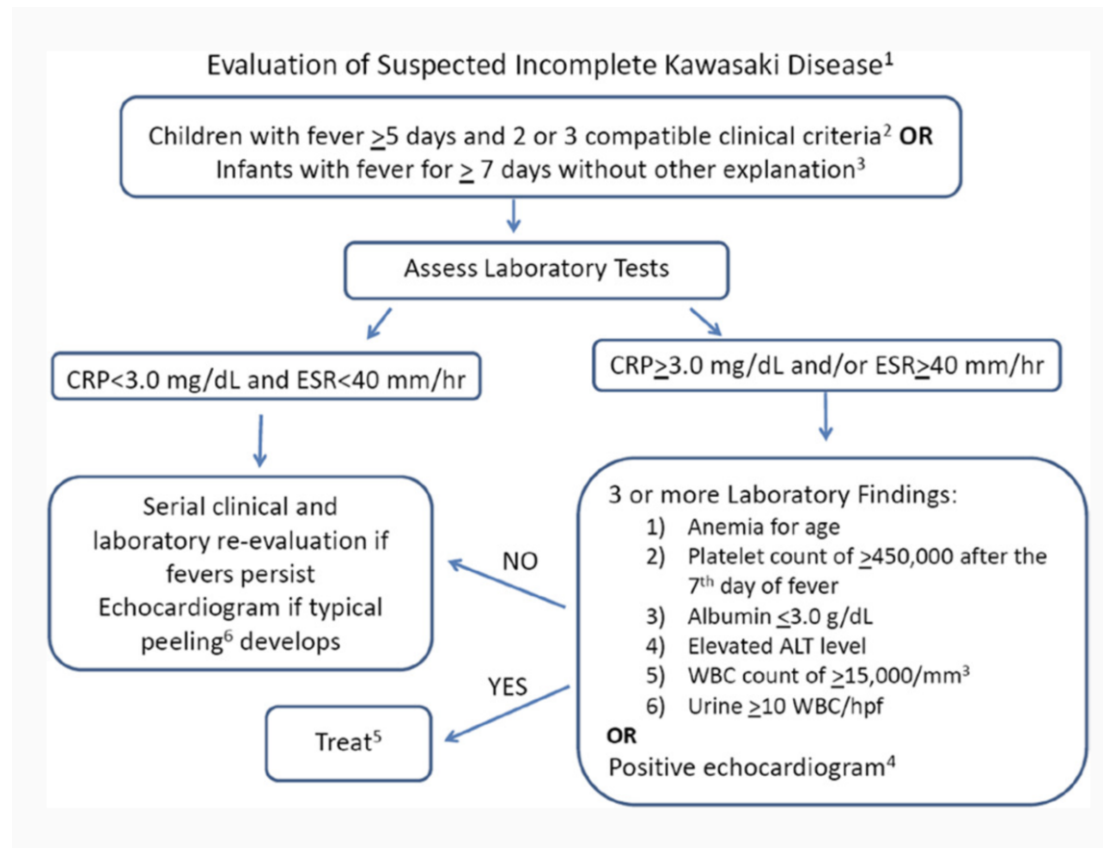 Evaluation of Suspected Incomplete Kawasaki Disease¹
Children with fever ≥5 days and 2 or 3 compatible clinical criteria² OR
Infants with fever for ≥ 7 days without other explanation³
Assess Laboratory Tests
CRP<3.0 mg/dL and ESR<40 mm/hr
CRP≥3.0 mg/dL and/or ESR≥40 mm/hr
Serial clinical and
laboratory re-evaluation if
fevers persist
Echocardiogram if typical
peeling⁶ develops
NO
YES
Treat⁵
3 or more Laboratory Findings:
1) Anemia for age
2) Platelet count of ≥450,000 after the
7th day of fever
3) Albumin ≤3.0 g/dL
4) Elevated ALT level
5) WBC count of ≥15,000/mm³
6) Urine ≥10 WBC/hpf
OR
Positive echocardiogram⁴